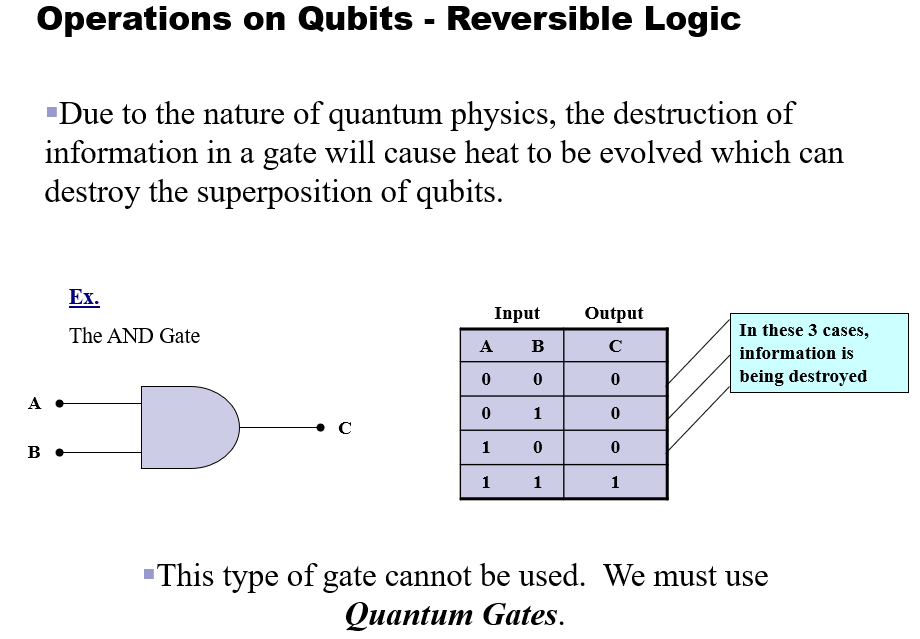 Operations on Qubits - Reversible Logic
▪Due to the nature of quantum physics, the destruction of
information in a gate will cause heat to be evolved which can
destroy the superposition of qubits.
Ex.
The AND Gate
A
B
C
Input Output
A B C
0 0 0
0 1 0
1 0 0
1 1 1
In these 3 cases,
information is
being destroyed
▪This type of gate cannot be used.  We must use
Quantum Gates.